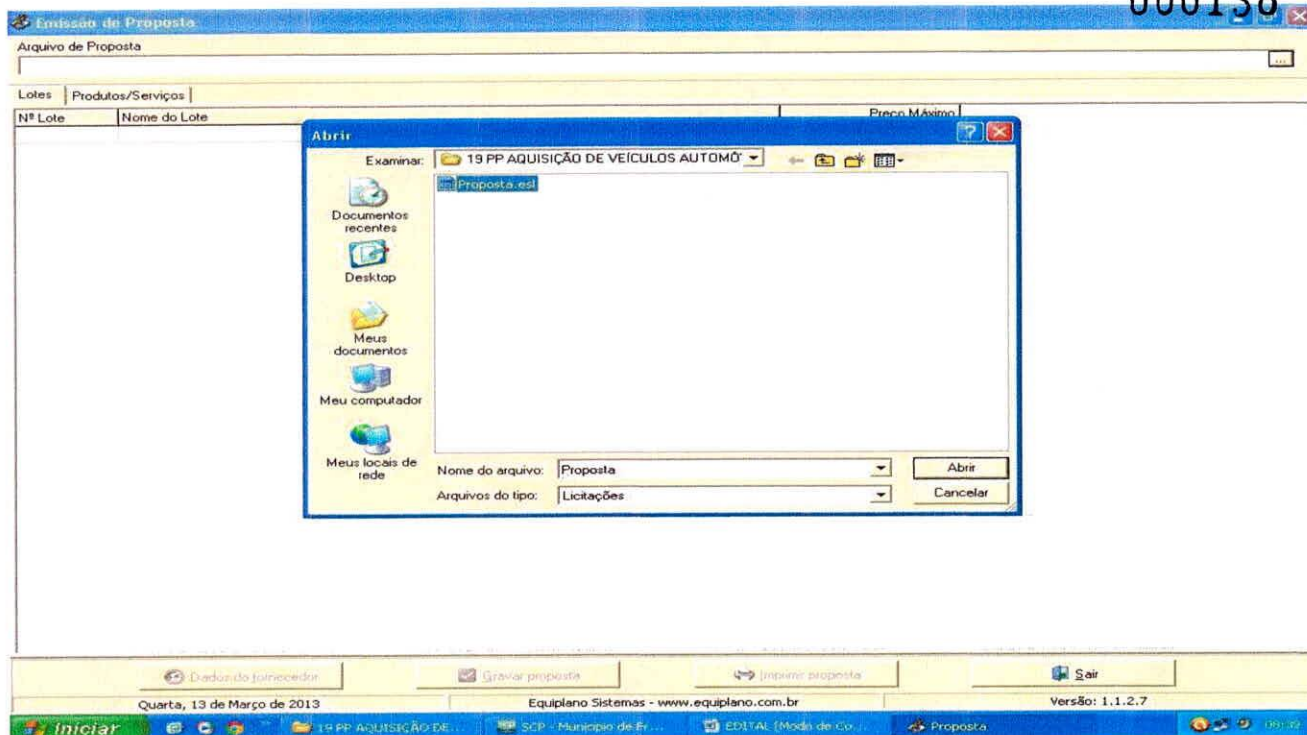 000138
Emissão de Proposta
Arquivo de Proposta
...
Lotes Produtos/Serviços
Nº Lote Nome do Lote Preço Máximo
Abrir
Examinar: 19 PP AQUISIÇÃO DE VEÍCULOS AUTOMÓ
Proposta.esl
Documentos
recentes
Desktop
Meus
documentos
Meu computador
Meus locais de
rede
Nome do arquivo: Proposta Abrir
Arquivos do tipo: Licitações Cancelar
Dados do fornecedor Gravar proposta Imprimir proposta Sair
Quarta, 13 de Março de 2013 Equiplano Sistemas - www.equiplano.com.br Versão: 1.1.2.7
Iniciar 19 PP AQUISIÇÃO DE... SCP - Municipio de Fr... EDITAL [Modo de Co... Proposta